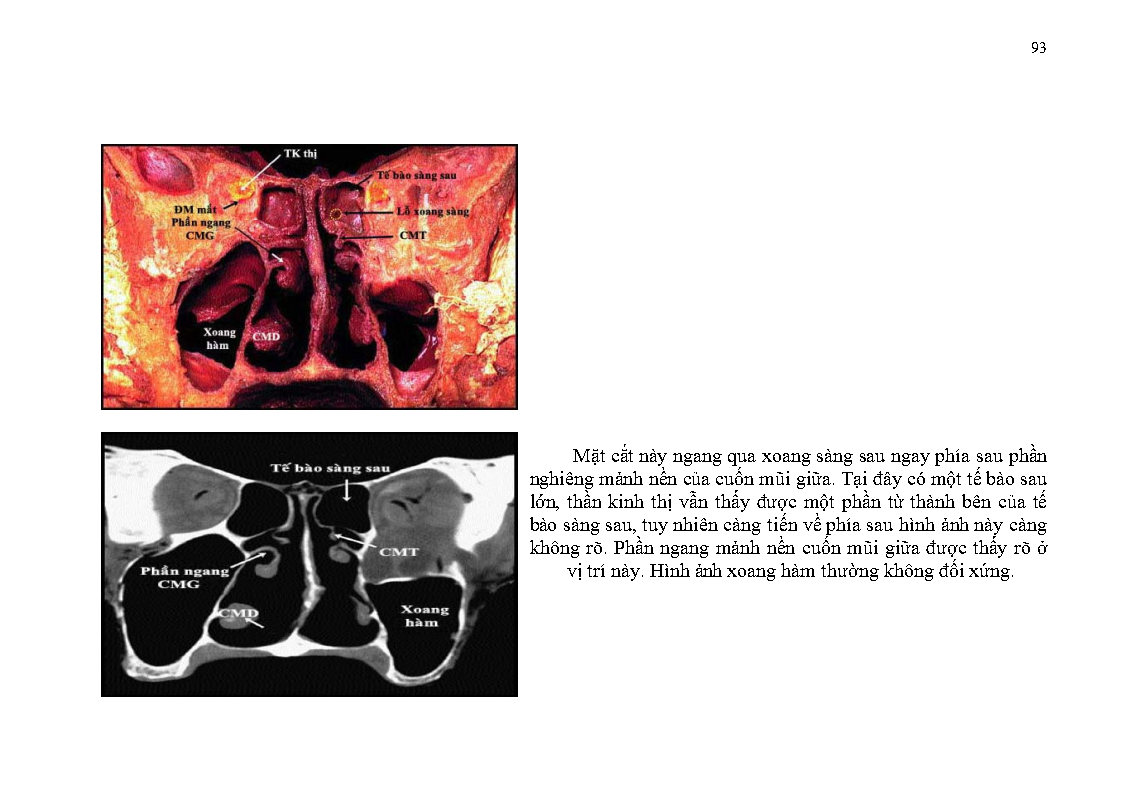 93
TK thị
Tế bào sàng sau
ĐM mắt
Lỗ xoang sàng
Phần ngang
CMG
CMT
Xoang
hàm
CMD
Tế bào sàng sau
CMT
Phần ngang
CMG
CMD
Xoang
hàm
Mặt cắt này ngang qua xoang sàng sau ngay phía sau phần
nghiêng mảnh nền của cuốn mũi giữa. Tại đây có một tế bào sau
lớn, thần kinh thị vẫn thấy được một phần từ thành bên của tế
bào sàng sau, tuy nhiên càng tiến về phía sau hình ảnh này càng
không rõ. Phần ngang mảnh nền cuốn mũi giữa được thấy rõ ở
vị trí này. Hình ảnh xoang hàm thường không đối xứng.